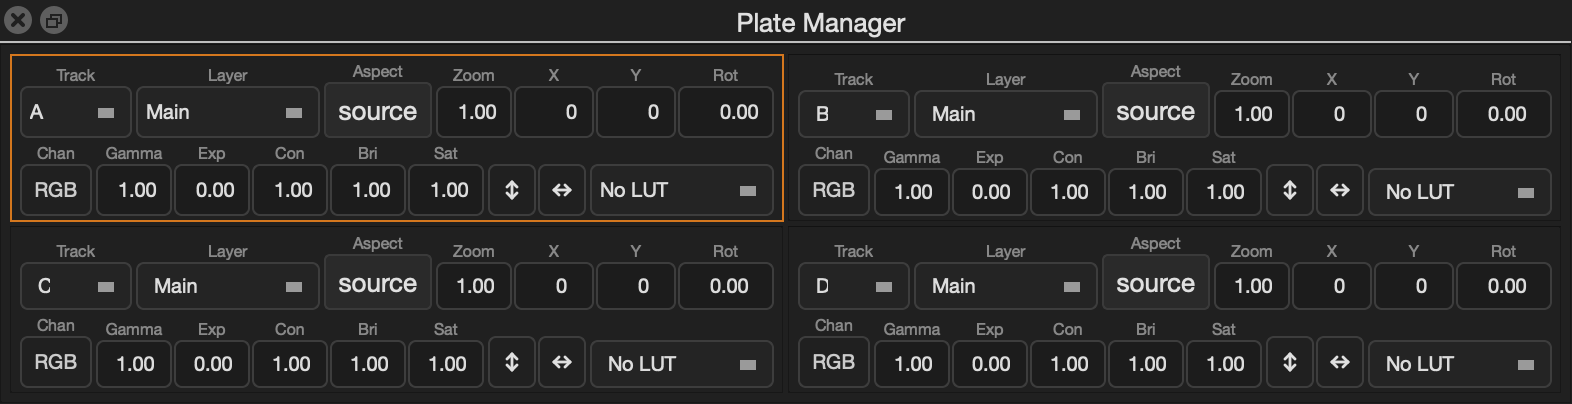 Plate Manager
Track Layer Aspect Zoom X Y Rot
A Main source 1.00 0 0 0.00
Chan Gamma Exp Con Bri Sat
RGB 1.00 0.00 1.00 1.00 1.00 No LUT
Track Layer Aspect Zoom X Y Rot
B Main source 1.00 0 0 0.00
Chan Gamma Exp Con Bri Sat
RGB 1.00 0.00 1.00 1.00 1.00 No LUT
Track Layer Aspect Zoom X Y Rot
C Main source 1.00 0 0 0.00
Chan Gamma Exp Con Bri Sat
RGB 1.00 0.00 1.00 1.00 1.00 No LUT
Track Layer Aspect Zoom X Y Rot
D Main source 1.00 0 0 0.00
Chan Gamma Exp Con Bri Sat
RGB 1.00 0.00 1.00 1.00 1.00 No LUT